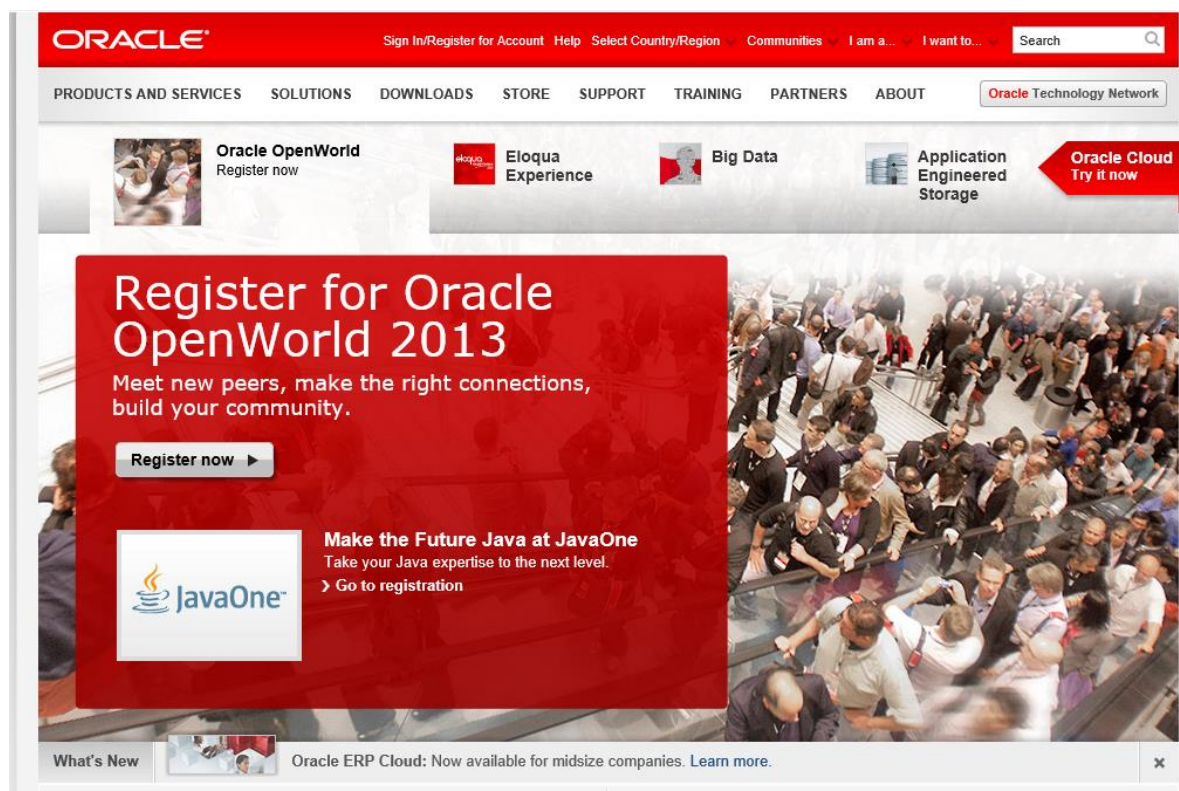 ORACLE®
Sign In/Register for Account Help Select Country/Region Communities I am a... I want to... Search
PRODUCTS AND SERVICES SOLUTIONS DOWNLOADS STORE SUPPORT TRAINING PARTNERS ABOUT Oracle Technology Network
Oracle OpenWorld
Register now
eloqua
Eloqua
Experience
Big Data
Application
Engineered
Storage
Oracle Cloud
Try it now
Register for Oracle
OpenWorld 2013
Meet new peers, make the right connections,
build your community.
Register now
JavaOne™
Make the Future Java at JavaOne
Take your Java expertise to the next level.
Go to registration
What's New
Oracle ERP Cloud: Now available for midsize companies. Learn more.